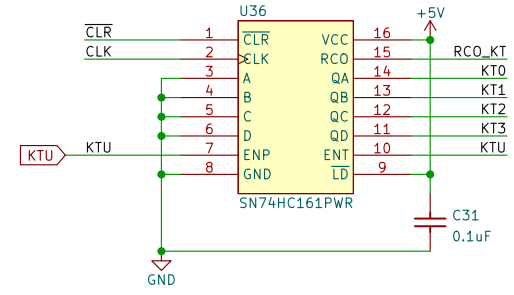 U36
+5V
CLR 1 CLR VCC 16
CLK 2 CLK RCO 15 RCO_KT
3 A QA 14 KT0
4 B QB 13 KT1
5 C QC 12 KT2
6 D QD 11 KT3
KTU KTU 7 ENP ENT 10 KTU
8 GND LD 9
SN74HC161PWR
C31
0.1uF
GND